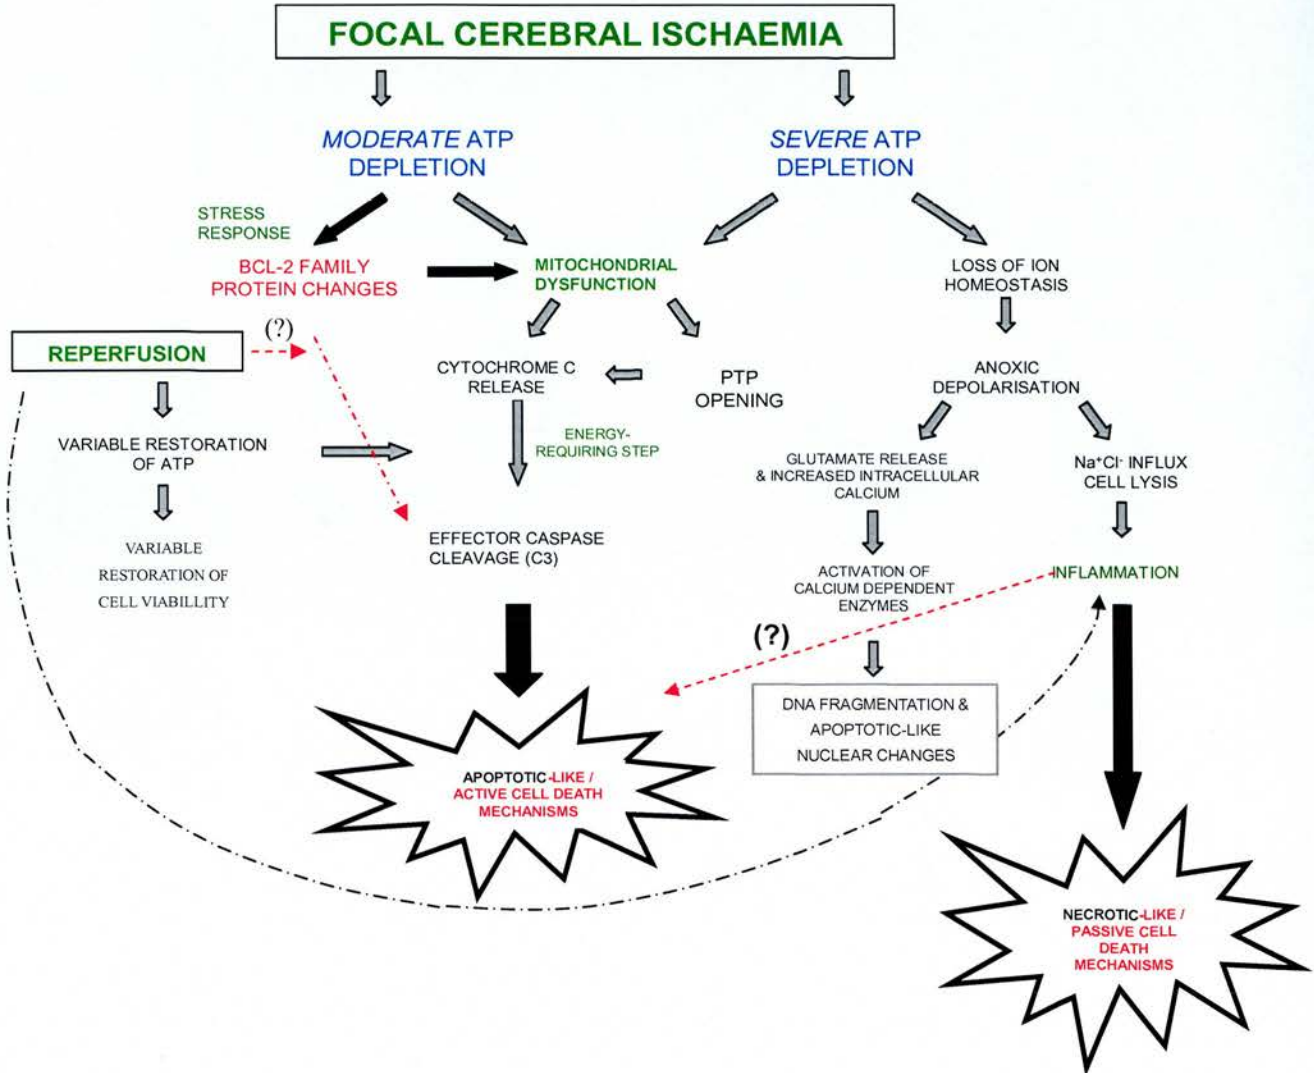 FOCAL CEREBRAL ISCHAEMIA
MODERATE ATP
DEPLETION
SEVERE ATP
DEPLETION
STRESS
RESPONSE
BCL-2 FAMILY
PROTEIN CHANGES
MITOCHONDRIAL
DYSFUNCTION
LOSS OF ION
HOMEOSTASIS
(?)
REPERFUSION
CYTOCHROME C
RELEASE
PTP
OPENING
ANOXIC
DEPOLARISATION
VARIABLE RESTORATION
OF ATP
ENERGY-
REQUIRING STEP
GLUTAMATE RELEASE
& INCREASED INTRACELLULAR
CALCIUM
Na⁺Cl⁻ INFLUX
CELL LYSIS
VARIABLE
RESTORATION OF
CELL VIABILLITY
EFFECTOR CASPASE
CLEAVAGE (C3)
ACTIVATION OF
CALCIUM DEPENDENT
ENZYMES
INFLAMMATION
(?)
DNA FRAGMENTATION &
APOPTOTIC-LIKE
NUCLEAR CHANGES
APOPTOTIC-LIKE /
ACTIVE CELL DEATH
MECHANISMS
NECROTIC-LIKE /
PASSIVE CELL
DEATH
MECHANISMS